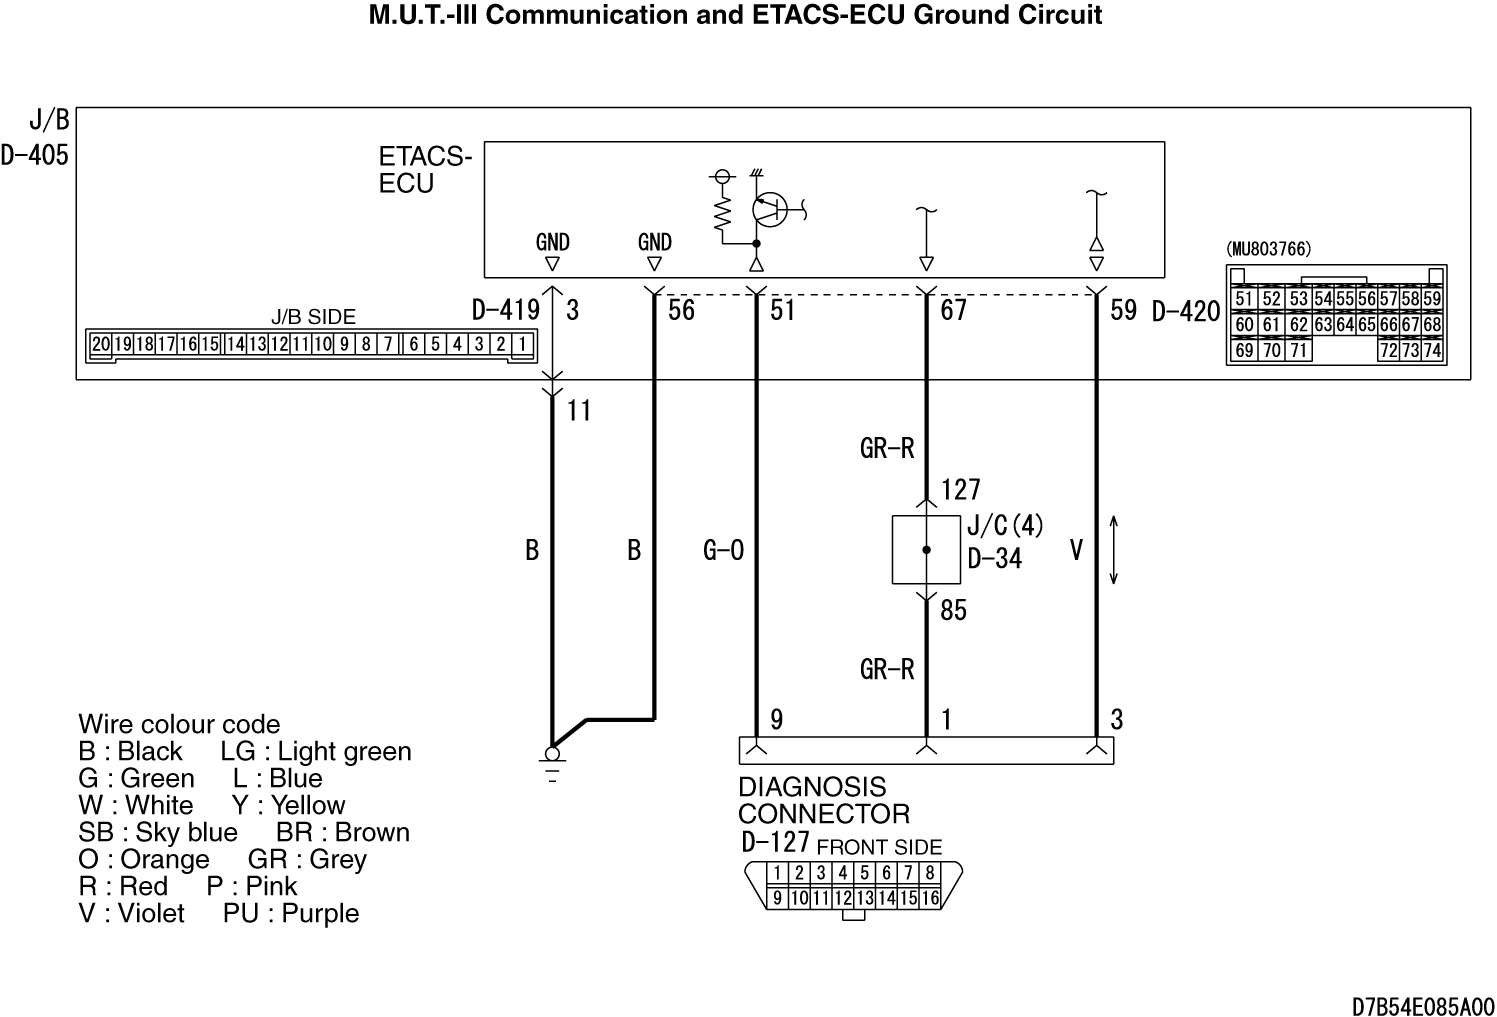 M.U.T.-III Communication and ETACS-ECU Ground Circuit
J/B
D-405
ETACS-
ECU
GND
GND
(MU803766)
D-419
3
56
51
67
59
D-420
J/B SIDE
20 19 18 17 16 15 14 13 12 11 10 9 8 7 6 5 4 3 2 1
51 52 53 54 55 56 57 58 59
60 61 62 63 64 65 66 67 68
69 70 71 72 73 74
11
GR-R
127
J/C(4)
D-34
B
B
G-O
V
85
GR-R
9
1
3
DIAGNOSIS
CONNECTOR
D-127 FRONT SIDE
1 2 3 4 5 6 7 8
9 10 11 12 13 14 15 16
Wire colour code
B : Black LG : Light green
G : Green L : Blue
W : White Y : Yellow
SB : Sky blue BR : Brown
O : Orange GR : Grey
R : Red P : Pink
V : Violet PU : Purple
D7B54E085A00